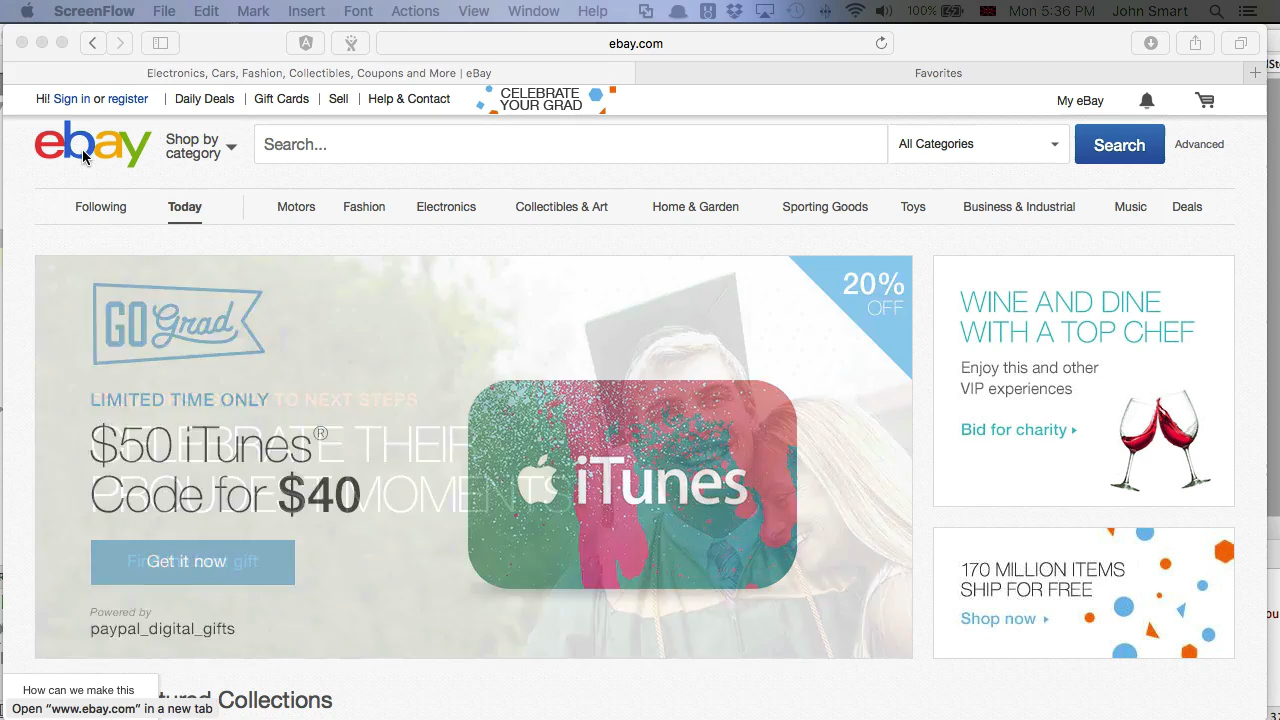 ScreenFlow File Edit Mark Insert Font Actions View Window Help 100% Mon 5:36 PM John Smart
ebay.com
Electronics, Cars, Fashion, Collectibles, Coupons and More | eBay Favorites
Hi! Sign in or register Daily Deals Gift Cards Sell Help & Contact
CELEBRATE
YOUR GRAD
My eBay
ebay
Shop by
category
Search...
All Categories
Search
Advanced
Following Today Motors Fashion Electronics Collectibles & Art Home & Garden Sporting Goods Toys Business & Industrial Music Deals
GO Grad
20%
OFF
LIMITED TIME ONLY TO NEXT STEPS
$50 iTunes®
Code for $40
CELEBRATE THEIR
PROUDEST MOMENTS
iTunes
Get it now
Powered by
paypal_digital_gifts
WINE AND DINE
WITH A TOP CHEF
Enjoy this and other
VIP experiences
Bid for charity
170 MILLION ITEMS
SHIP FOR FREE
Shop now
How can we make this
Open “www.ebay.com” in a new tab
Collections